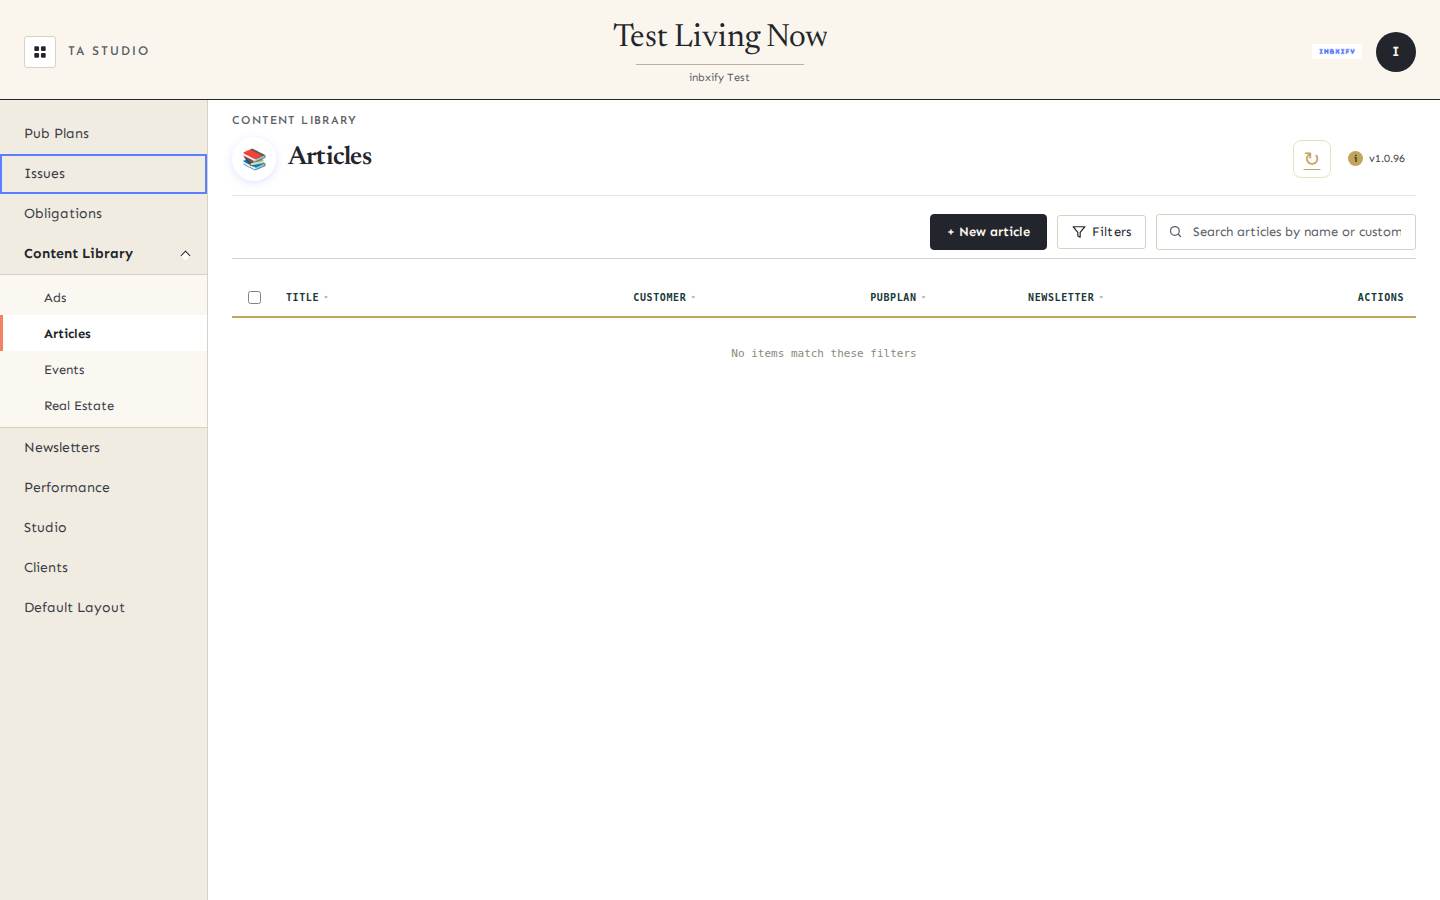 TA STUDIO
Test Living Now
inbxify Test
INBXIFY
I
Pub Plans
Issues
Obligations
Content Library
Ads
Articles
Events
Real Estate
Newsletters
Performance
Studio
Clients
Default Layout
CONTENT LIBRARY
Articles
i v1.0.96
+ New article
Filters
Search articles by name or custom
TITLE
CUSTOMER
PUBPLAN
NEWSLETTER
ACTIONS
No items match these filters